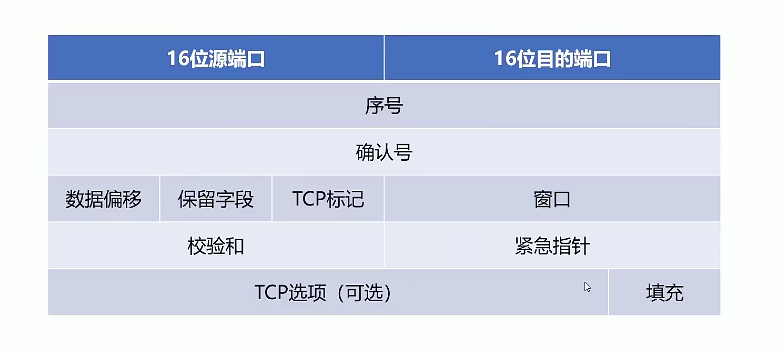 16位源端口 16位目的端口
序号
确认号
数据偏移 保留字段 TCP标记 窗口
校验和 紧急指针
TCP选项（可选） 填充